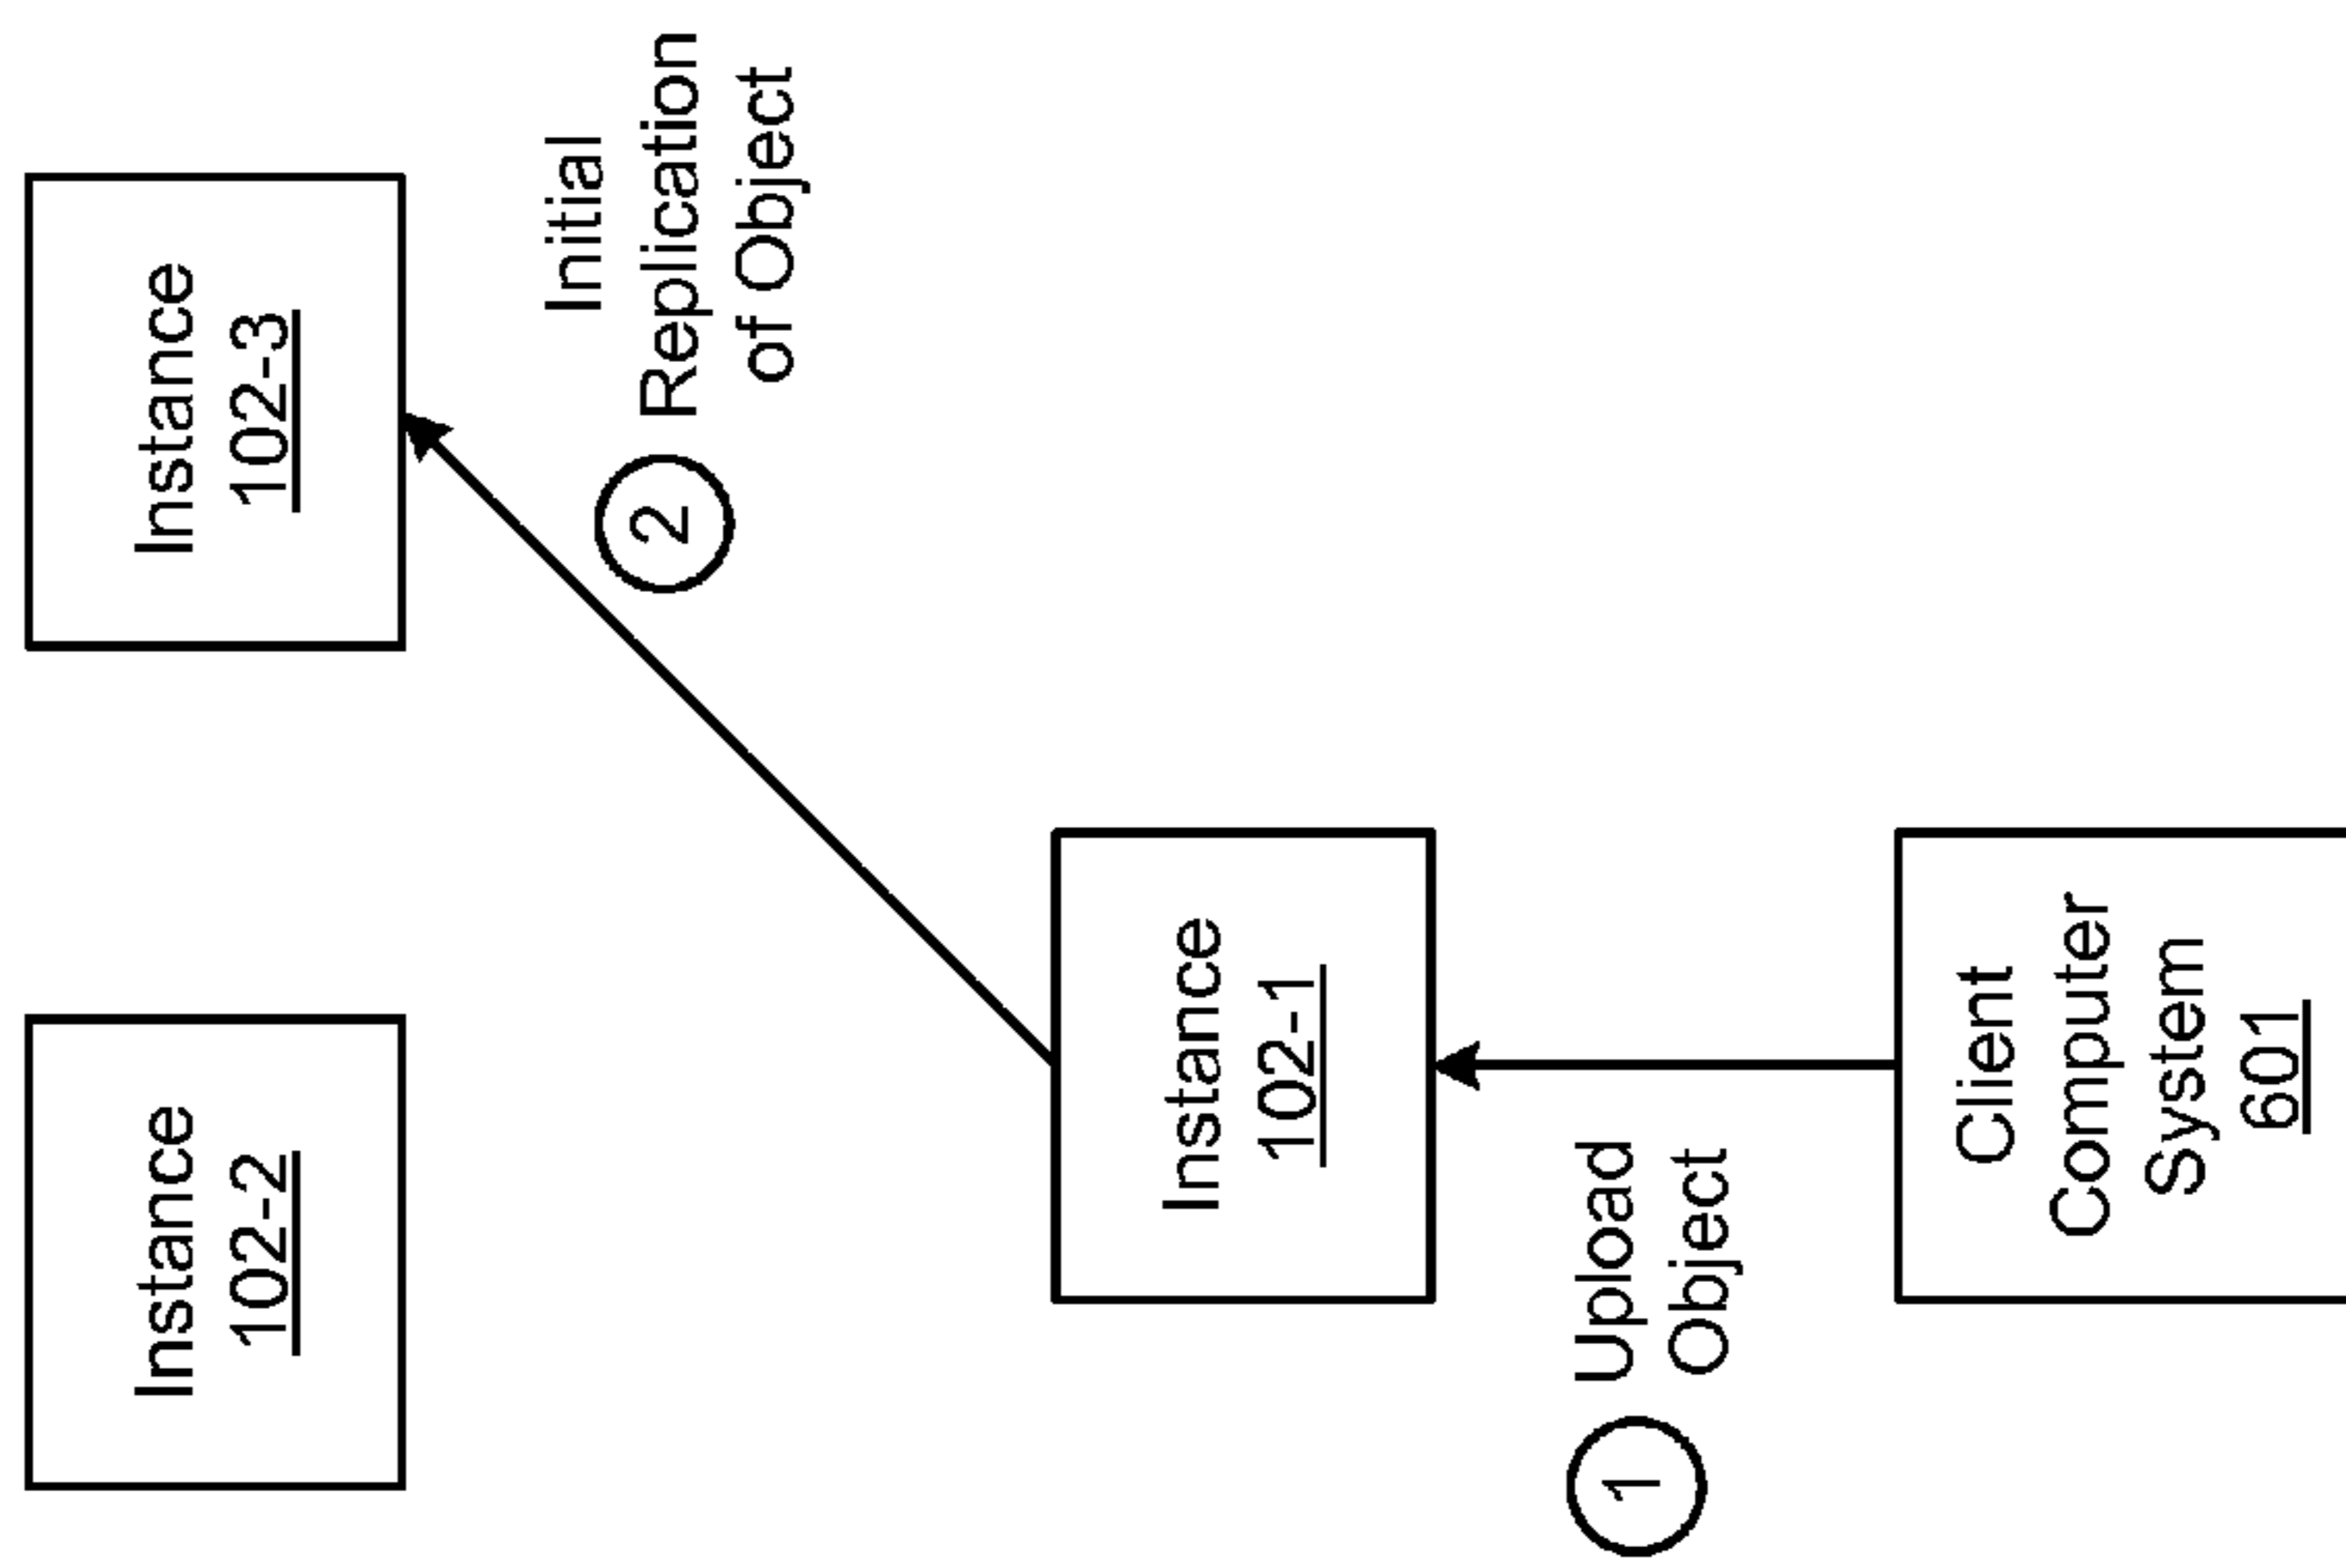 Instance
102-2
Instance
102-3
Initial
2 Replication
of Object
Instance
102-1
1 Upload
Object
Client
Computer
System
601